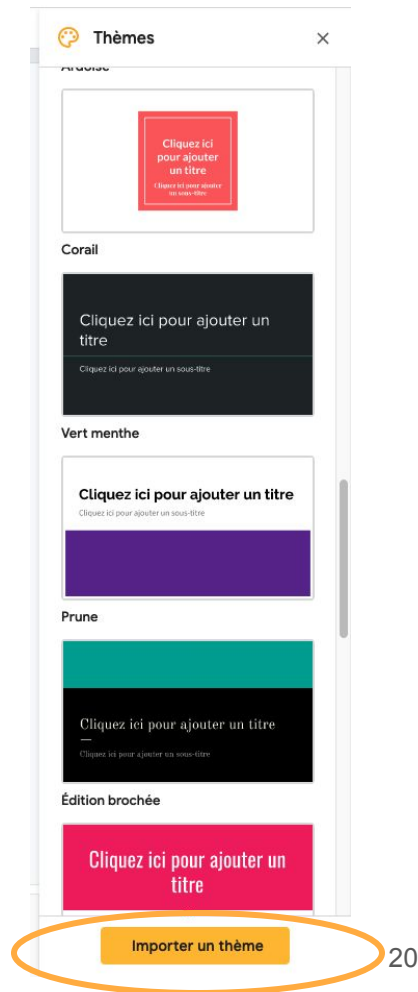 Thèmes
Ardoise
Cliquez ici
pour ajouter
un titre
Cliquez ici pour ajouter
un sous-titre
Corail
Cliquez ici pour ajouter un
titre
Cliquez ici pour ajouter un sous-titre
Vert menthe
Cliquez ici pour ajouter un titre
Cliquez ici pour ajouter un sous-titre
Prune
Cliquez ici pour ajouter un titre
Cliquez ici pour ajouter un sous-titre
Édition brochée
Cliquez ici pour ajouter un
titre
Importer un thème
20